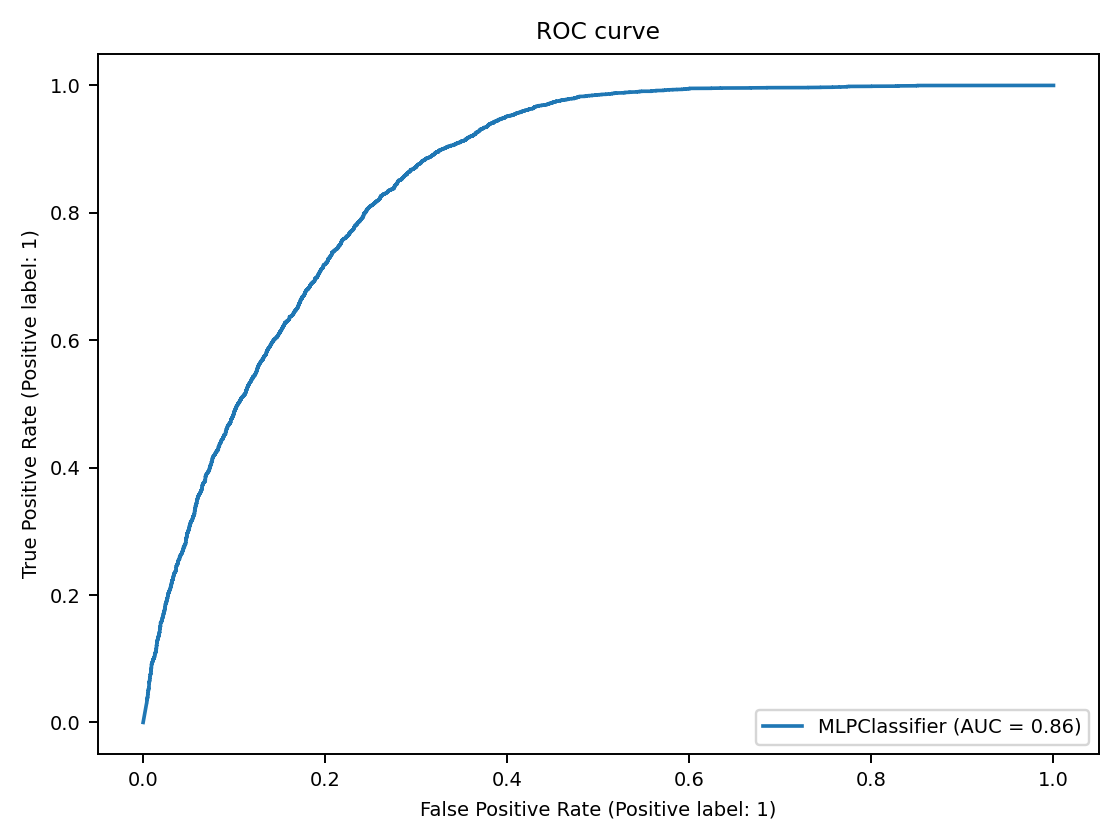 ROC curve
True Positive Rate (Positive label: 1)
1.0
0.8
0.6
0.4
0.2
0.0
MLPClassifier (AUC = 0.86)
0.0 0.2 0.4 0.6 0.8 1.0
False Positive Rate (Positive label: 1)